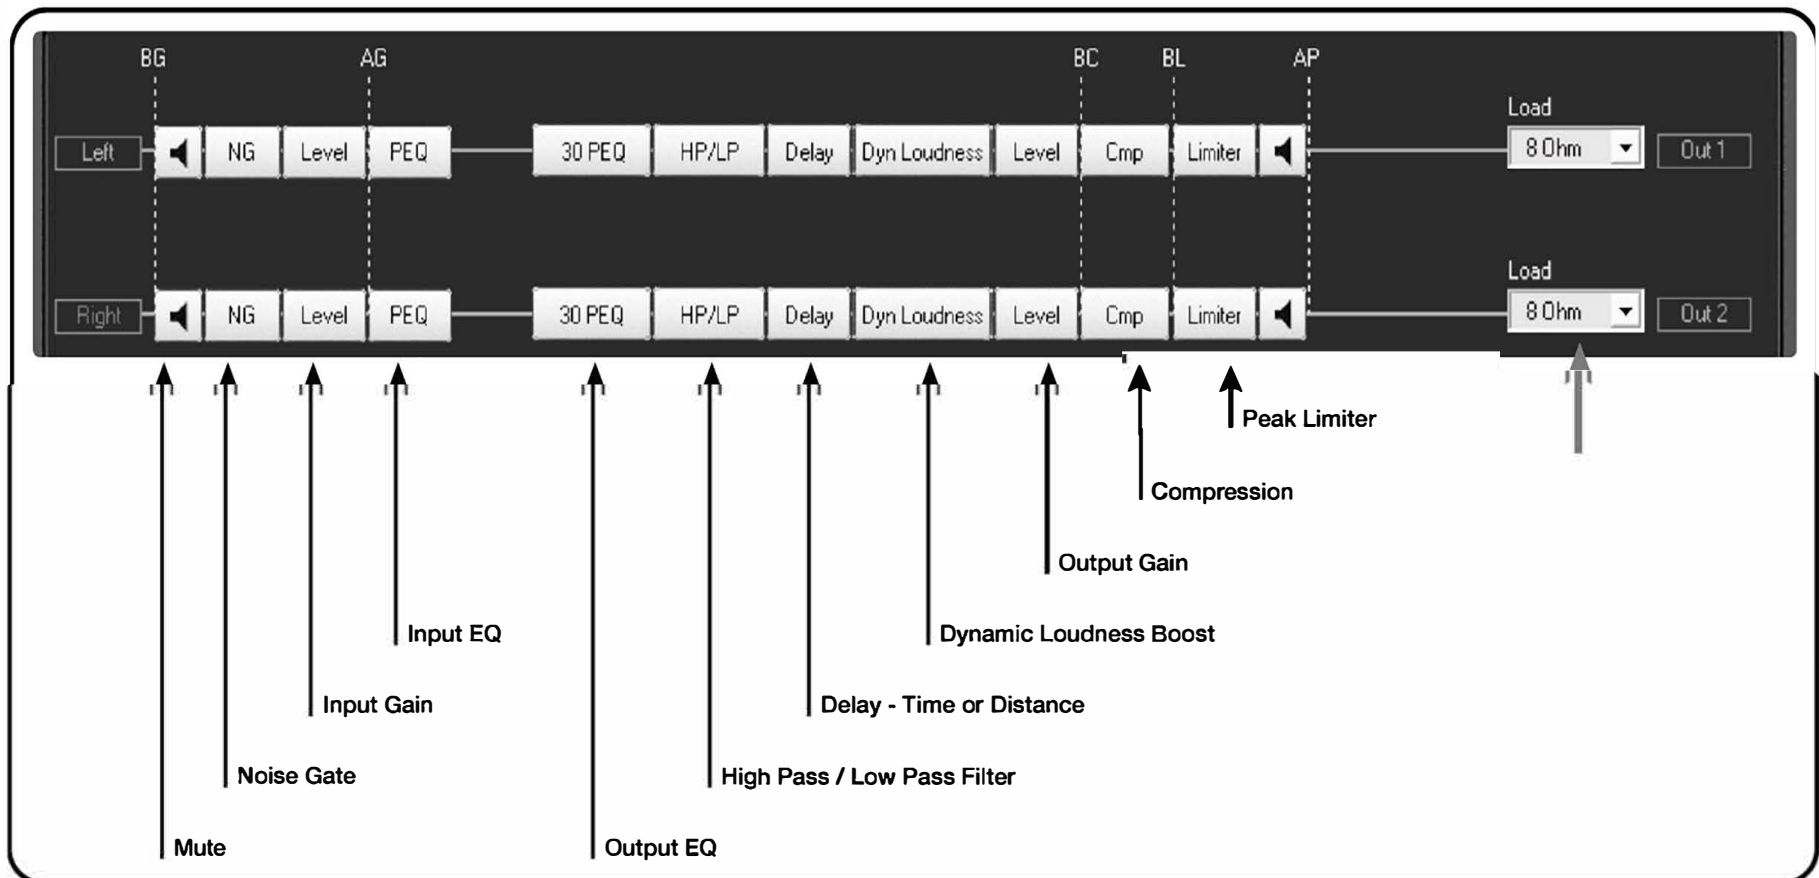 BG AG BC BL AP
Load
Left NG Level PEQ 30 PEQ HP/LP Delay Dyn Loudness Level Cmp Limiter 8 Ohm Out 1
Load
Right NG Level PEQ 30 PEQ HP/LP Delay Dyn Loudness Level Cmp Limiter 8 Ohm Out 2
Peak Limiter
Compression
Output Gain
Input EQ Dynamic Loudness Boost
Input Gain Delay - Time or Distance
Noise Gate High Pass / Low Pass Filter
Mute Output EQ